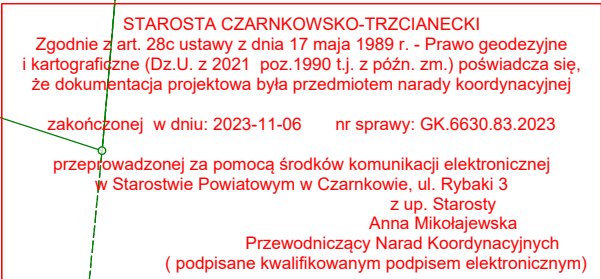 STAROSTA CZARNKOWSKO-TRZCIANECKI
Zgodnie z art. 28c ustawy z dnia 17 maja 1989 r. - Prawo geodezyjne
i kartograficzne (Dz.U. z 2021 poz.1990 t.j. z późn. zm.) poświadcza się,
że dokumentacja projektowa była przedmiotem narady koordynacyjnej
zakończonej w dniu: 2023-11-06 nr sprawy: GK.6630.83.2023
przeprowadzonej za pomocą środków komunikacji elektronicznej
w Starostwie Powiatowym w Czarnkowie, ul. Rybaki 3
z up. Starosty
Anna Mikołajewska
Przewodniczący Narad Koordynacyjnych
( podpisane kwalifikowanym podpisem elektronicznym)